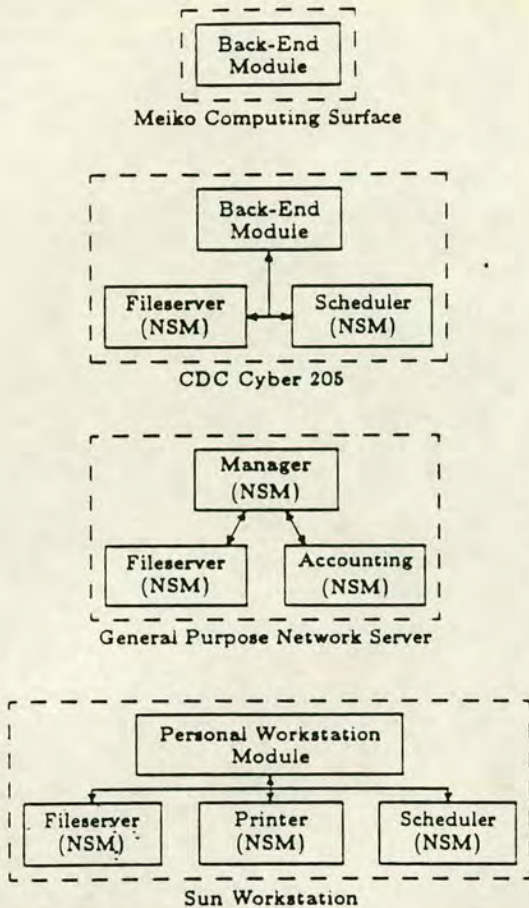 Back-End
Module
Meiko Computing Surface
Back-End
Module
Fileserver
(NSM)
Scheduler
(NSM)
CDC Cyber 205
Manager
(NSM)
Fileserver
(NSM)
Accounting
(NSM)
General Purpose Network Server
Personal Workstation
Module
Fileserver
(NSM)
Printer
(NSM)
Scheduler
(NSM)
Sun Workstation